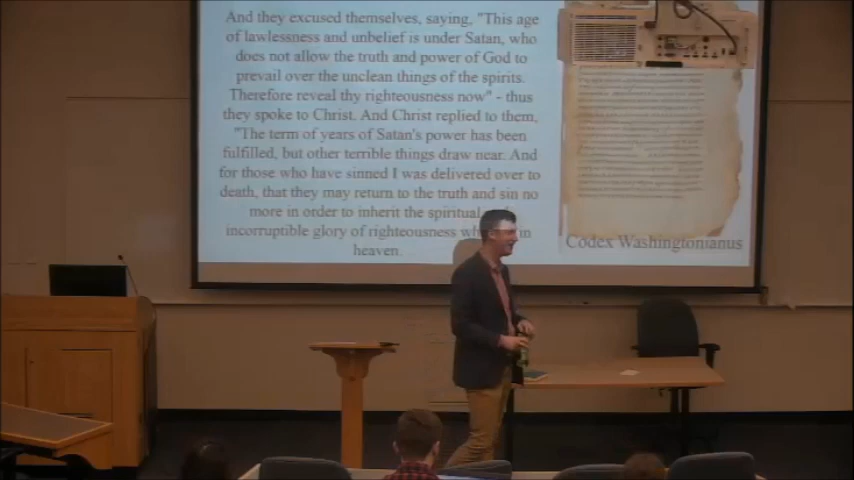 And they excused themselves, saying, "This age
of lawlessness and unbelief is under Satan, who
does not allow the truth and power of God to
prevail over the unclean things of the spirits.
Therefore reveal thy righteousness now" - thus
they spoke to Christ. And Christ replied to them,
"The term of years of Satan's power has been
fulfilled, but other terrible things draw near. And
for those who have sinned I was delivered over to
death, that they may return to the truth and sin no
more in order to inherit the spiritual
incorruptible glory of righteousness in
heaven.
Codex Washingtonianus